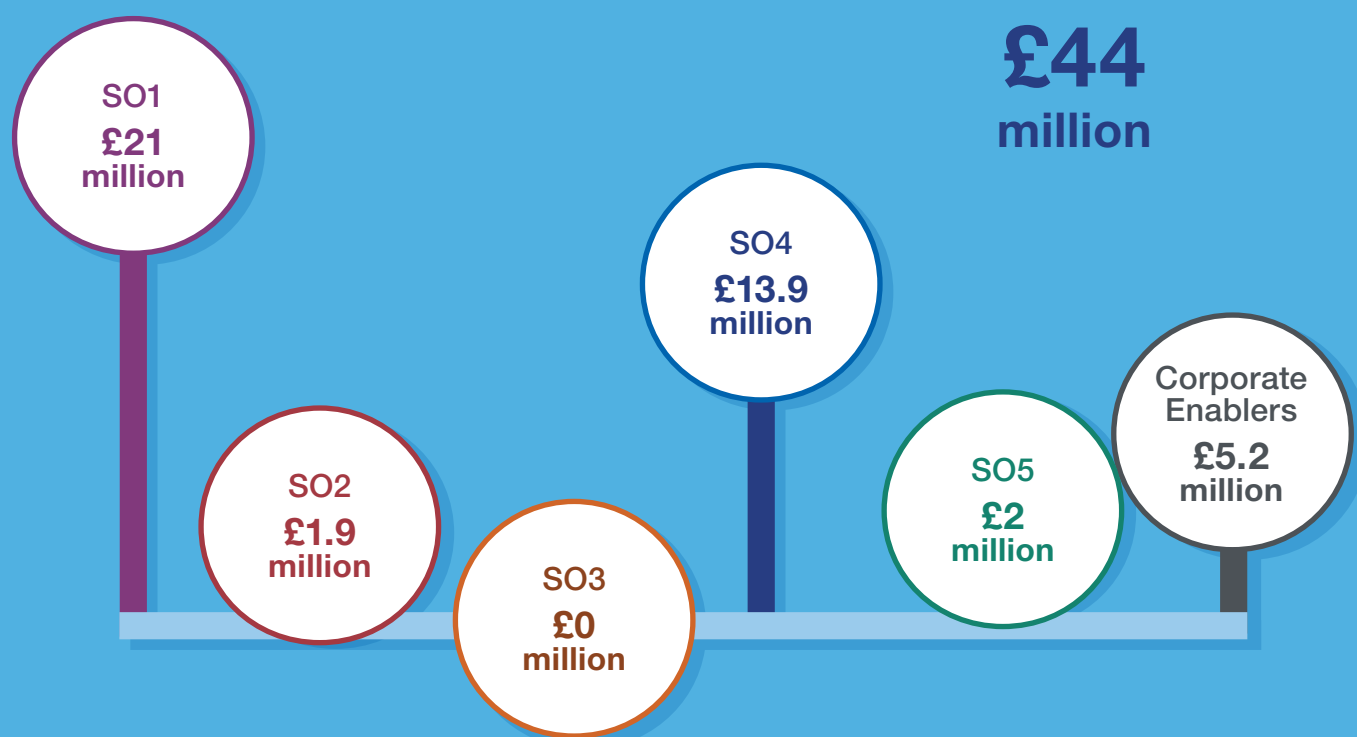 £44
million
SO1
£21
million
SO2
£1.9
million
SO3
£0
million
SO4
£13.9
million
SO5
£2
million
Corporate
Enablers
£5.2
million